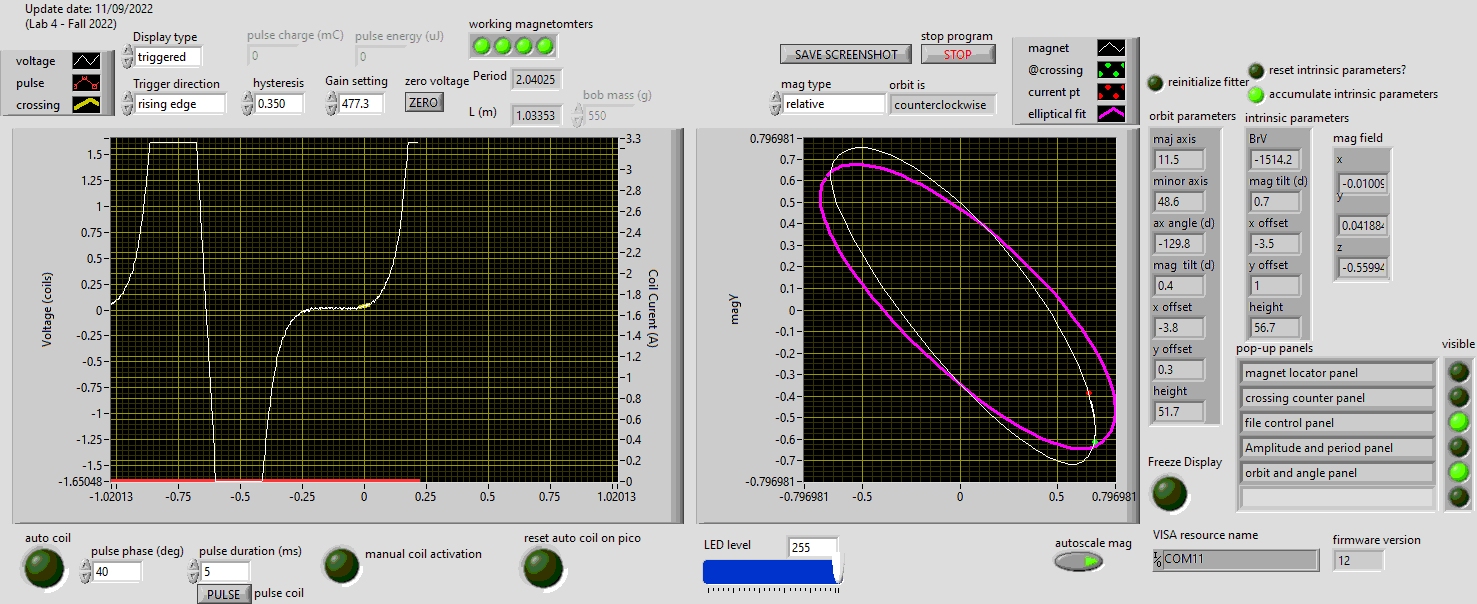 Update date: 11/09/2022
(Lab 4 - Fall 2022)
voltage
pulse
crossing
Display type
triggered
pulse charge (mC)
0
pulse energy (uJ)
0
Trigger direction
rising edge
hysteresis
0.350
Gain setting
477.3
zero voltage
ZERO
working magnetomters
Period
2.04025
L (m)
1.03353
bob mass (g)
550
SAVE SCREENSHOT
stop program
STOP
mag type
relative
orbit is
counterclockwise
magnet
@crossing
current pt
elliptical fit
reinitialize fitter
reset intrinsic parameters?
accumulate intrinsic parameters
Voltage (coils)
1.5-
1.25-
1-
0.75-
0.5-
0.25-
0-
-0.25-
-0.5-
-0.75-
-1-
-1.25-
-1.5-
-1.65048-
-1.02013
-0.75
-0.5
-0.25
0
0.25
0.5
0.75
1.02013
-3.3
-3
-2.8
-2.6
-2.4
-2.2
-2
-1.8
-1.6
-1.4
-1.2
-1
-0.8
-0.6
-0.4
-0.2
-0
Coil Curent (A)
magy
0.796981-
0.7-
0.6-
0.5-
0.4-
0.3-
0.2-
0.1-
0-
-0.1-
-0.2-
-0.3-
-0.4-
-0.5-
-0.6-
-0.7-
-0.796981-
-0.796981
-0.5
0
0.5
0.796981
orbit parameters
maj axis
11.5
minor axis
48.6
ax angle (d)
-129.8
mag tilt (d)
0.4
x offset
-3.8
y offset
0.3
height
51.7
intrinsic parameters
BrV
-1514.2
mag tilt (d)
0.7
x offset
-3.5
y offset
1
height
56.7
mag field
x
-0.01009
y
0.041884
z
-0.55994
pop-up panels
visible
magnet locator panel
crossing counter panel
file control panel
Amplitude and period panel
orbit and angle panel
Freeze Display
auto coil
pulse phase (deg)
40
pulse duration (ms)
5
PULSE
pulse coil
manual coil activation
reset auto coil on pico
LED level
255
autoscale mag
VISA resource name
COM11
firmware version
12